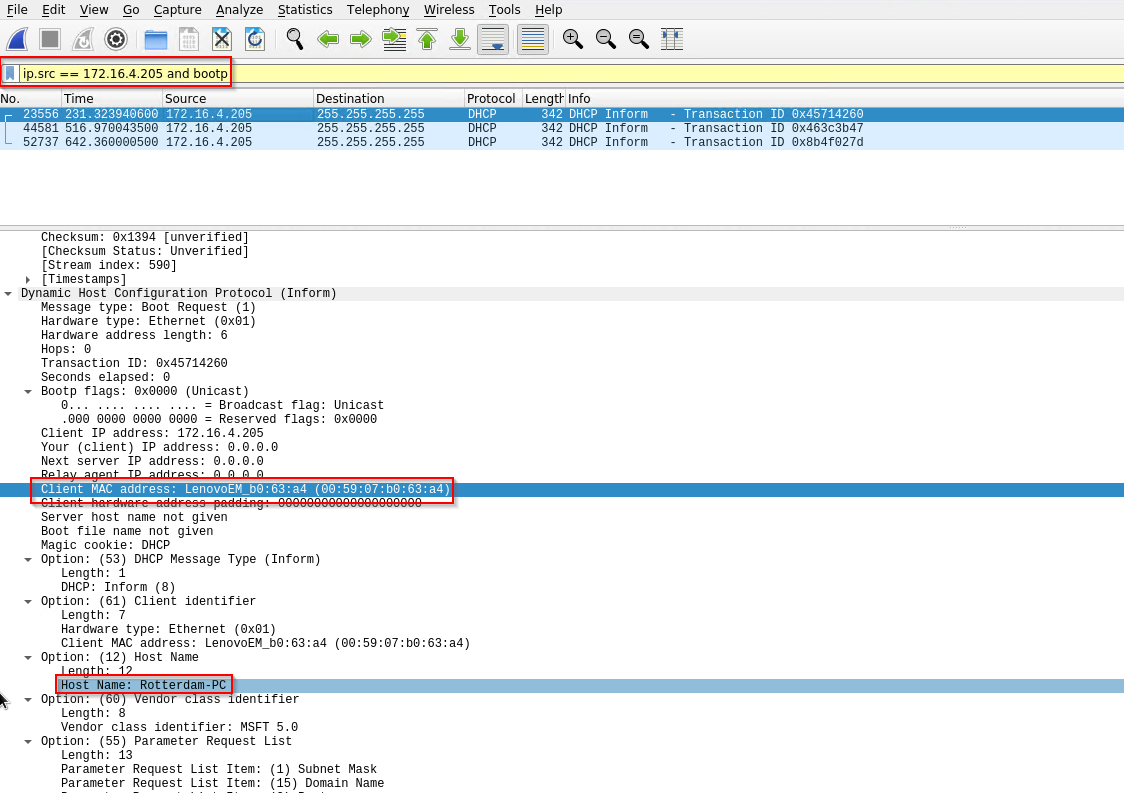 File Edit View Go Capture Analyze Statistics Telephony Wireless Tools Help
ip.src == 172.16.4.205 and bootp
No. Time Source Destination Protocol Length Info
23556 231.323940600 172.16.4.205 255.255.255.255 DHCP 342 DHCP Inform - Transaction ID 0x45714260
44581 516.970043500 172.16.4.205 255.255.255.255 DHCP 342 DHCP Inform - Transaction ID 0x463c3b47
52737 642.360000500 172.16.4.205 255.255.255.255 DHCP 342 DHCP Inform - Transaction ID 0x8b4f027d
Checksum: 0x1394 [unverified]
[Checksum Status: Unverified]
[Stream index: 590]
[Timestamps]
Dynamic Host Configuration Protocol (Inform)
Message type: Boot Request (1)
Hardware type: Ethernet (0x01)
Hardware address length: 6
Hops: 0
Transaction ID: 0x45714260
Seconds elapsed: 0
Bootp flags: 0x0000 (Unicast)
0... .... .... .... = Broadcast flag: Unicast
.000 0000 0000 0000 = Reserved flags: 0x0000
Client IP address: 172.16.4.205
Your (client) IP address: 0.0.0.0
Next server IP address: 0.0.0.0
Relay agent IP address: 0.0.0.0
Client MAC address: LenovoEM_b0:63:a4 (00:59:07:b0:63:a4)
Client hardware address padding: 00000000000000000000
Server host name not given
Boot file name not given
Magic cookie: DHCP
Option: (53) DHCP Message Type (Inform)
Length: 1
DHCP: Inform (8)
Option: (61) Client identifier
Length: 7
Hardware type: Ethernet (0x01)
Client MAC address: LenovoEM_b0:63:a4 (00:59:07:b0:63:a4)
Option: (12) Host Name
Length: 12
Host Name: Rotterdam-PC
Option: (60) Vendor class identifier
Length: 8
Vendor class identifier: MSFT 5.0
Option: (55) Parameter Request List
Length: 13
Parameter Request List Item: (1) Subnet Mask
Parameter Request List Item: (15) Domain Name